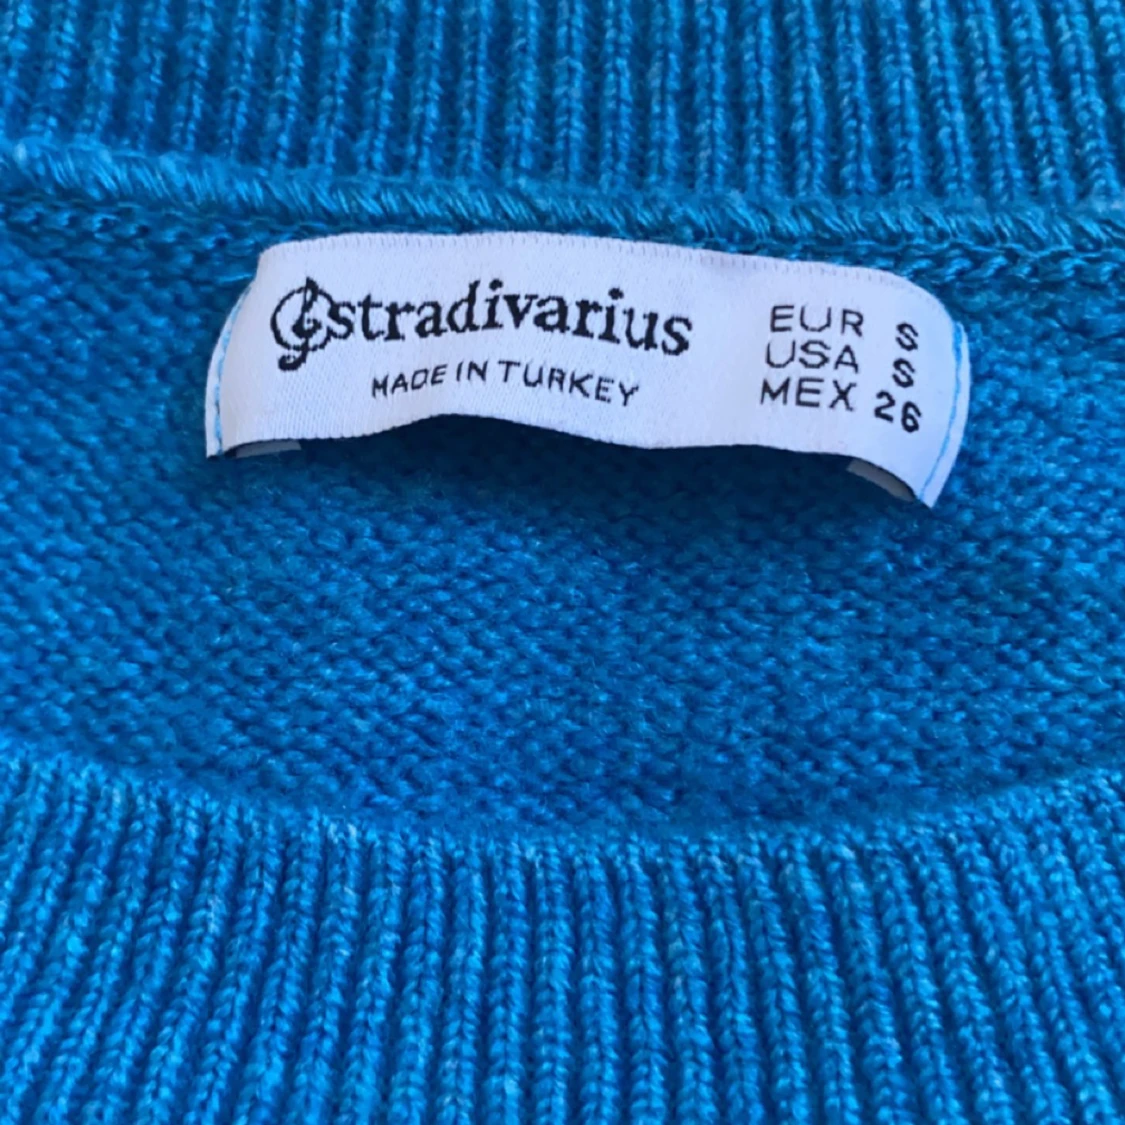 stradivarius
MADE IN TURKEY
EUR S
USA S
MEX 26